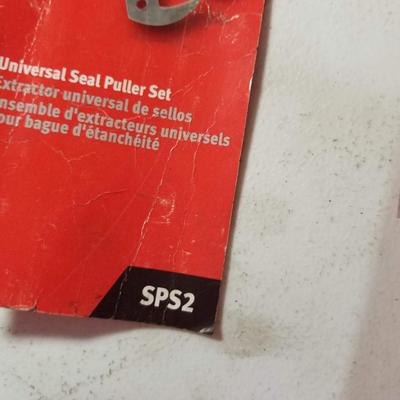 Universal Seal Puller Set
Extractor universal de sellos
nsemble d'extracteurs universels
our bague d'étanchéité
SPS2